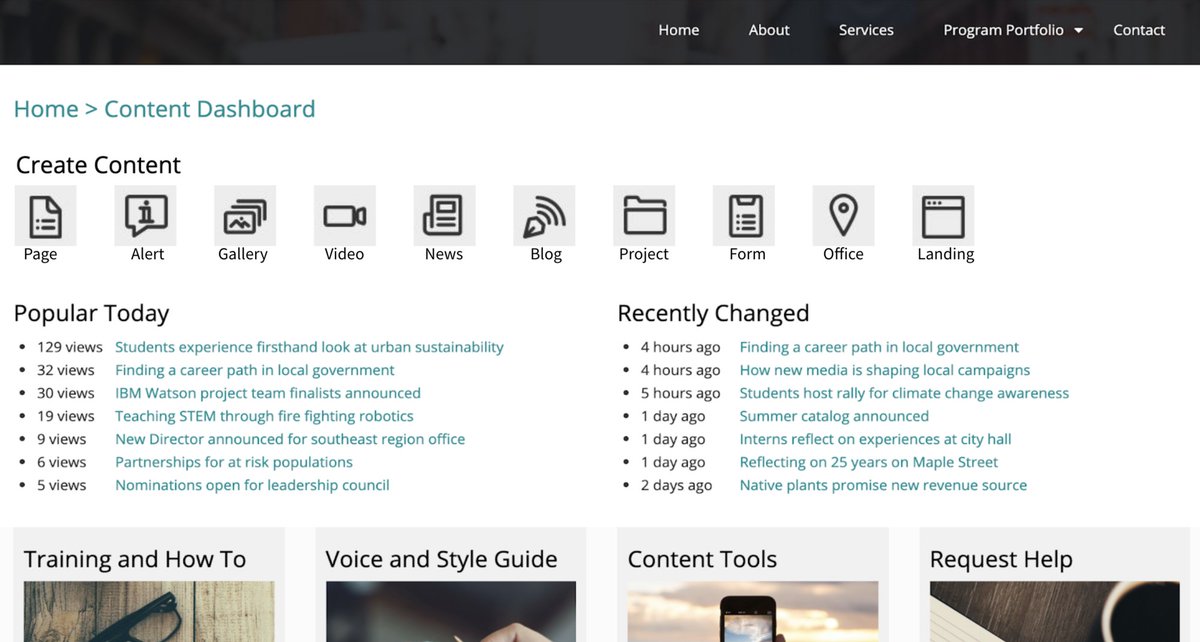 Home About Services Program Portfolio Contact
Home > Content Dashboard
Create Content
Page Alert Gallery Video News Blog Project Form Office Landing
Popular Today
• 129 views Students experience firsthand look at urban sustainability
• 32 views Finding a career path in local government
• 30 views IBM Watson project team finalists announced
• 19 views Teaching STEM through fire fighting robotics
• 9 views New Director announced for southeast region office
• 6 views Partnerships for at risk populations
• 5 views Nominations open for leadership council
Recently Changed
• 4 hours ago Finding a career path in local government
• 4 hours ago How new media is shaping local campaigns
• 5 hours ago Students host rally for climate change awareness
• 1 day ago Summer catalog announced
• 1 day ago Interns reflect on experiences at city hall
• 1 day ago Reflecting on 25 years on Maple Street
• 2 days ago Native plants promise new revenue source
Training and How To
Voice and Style Guide
Content Tools
Request Help